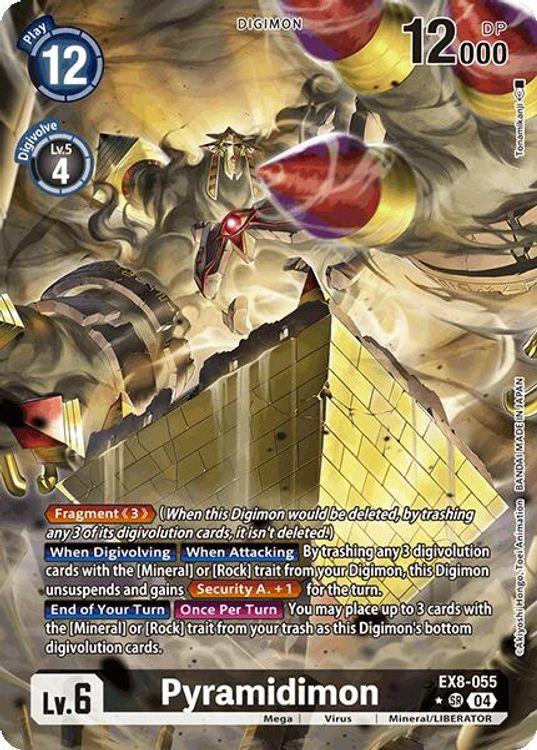 Play
12
DIGIMON
12000
DP
Digivolve
Lv.5
4
Tonamikanji
©Akiyoshi Hongo, Toei Animation BANDAI MADE IN JAPAN
Fragment《3》 (When this Digimon would be deleted, by trashing
any 3 of its digivolution cards, it isn't deleted.)
When Digivolving When Attacking By trashing any 3 digivolution
cards with the [Mineral] or [Rock] trait from your Digimon, this Digimon
unsuspends and gains Security A. +1 for the turn.
End of Your Turn Once Per Turn You may place up to 3 cards with
the [Mineral] or [Rock] trait from your trash as this Digimon's bottom
digivolution cards.
Lv.6
Pyramidimon
EX8-055
SR 04
Mega Virus Mineral/LIBERATOR